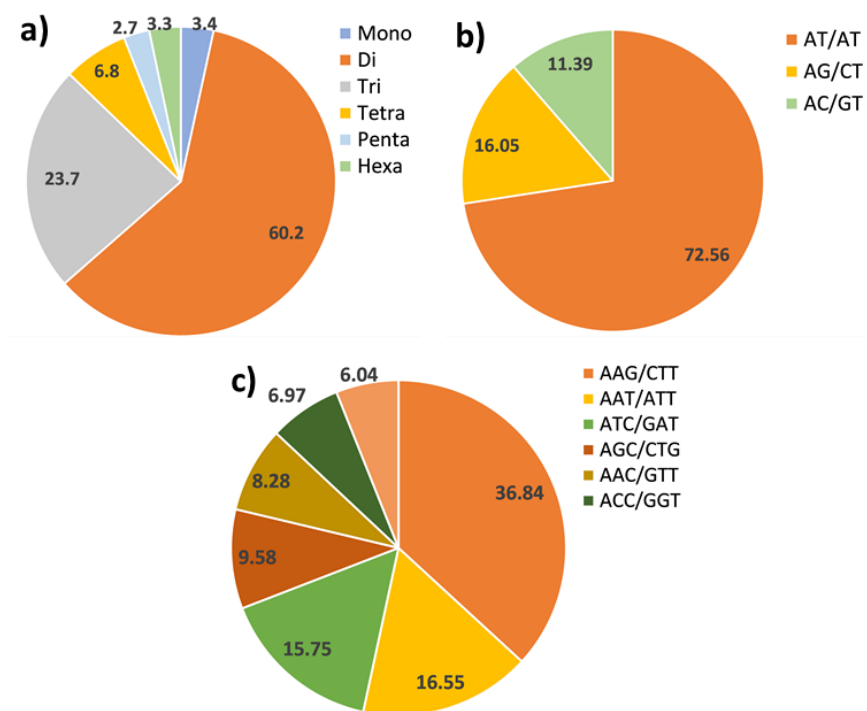 a)
2.7
3.3
3.4
6.8
23.7
60.2
Mono
Di
Tri
Tetra
Penta
Hexa
b)
11.39
16.05
72.56
AT/AT
AG/CT
AC/GT
c)
6.04
6.97
8.28
9.58
15.75
16.55
36.84
AAG/CTT
AAT/ATT
ATC/GAT
AGC/CTG
AAC/GTT
ACC/GGT